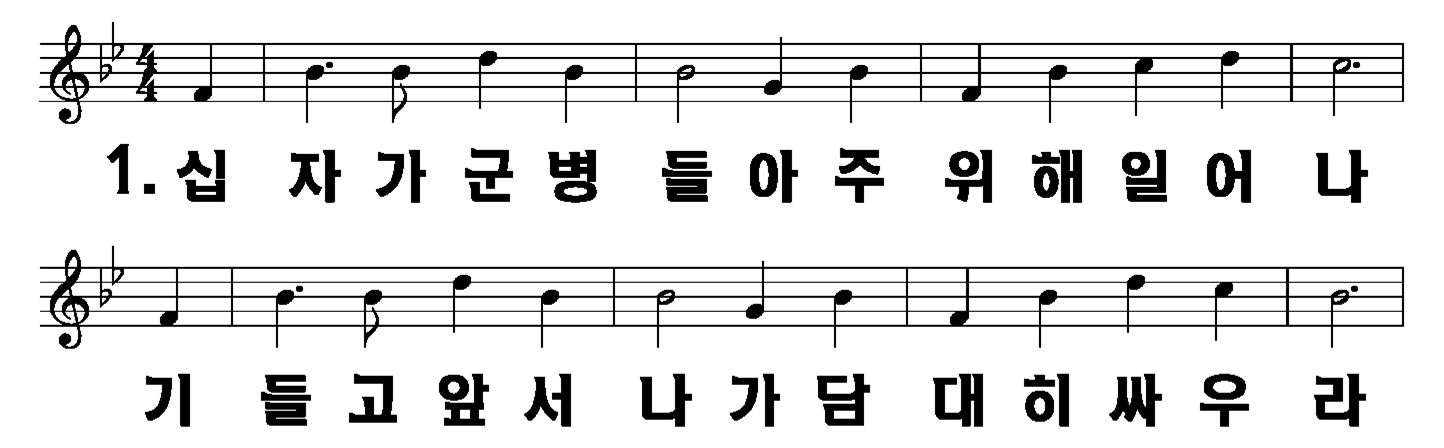 1. 십 자 가 군 병 들 아 주 위 해 일 어 나
기 들 고 앞 서 나 가 담 대 히 싸 우 라